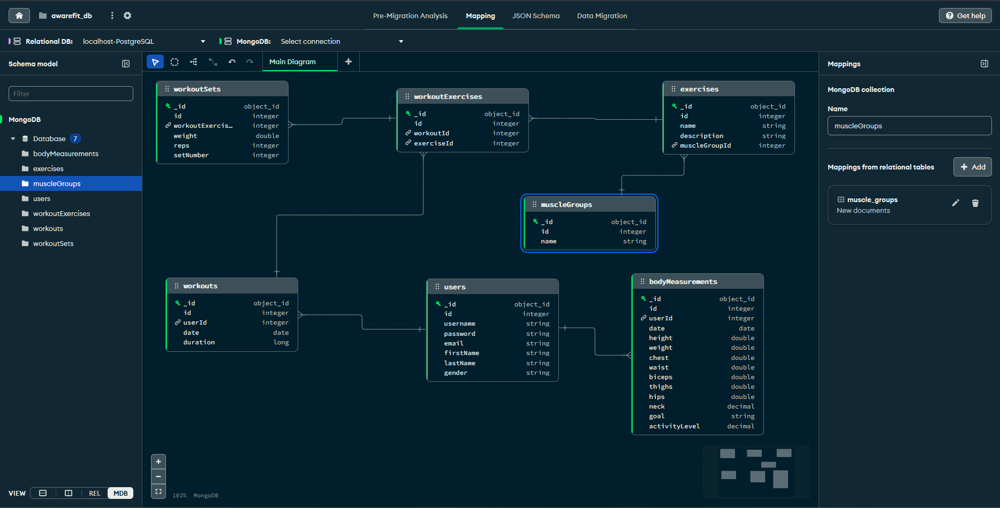 awarefit_db
Pre-Migration Analysis
Mapping
JSON Schema
Data Migration
Get help
Relational DB:
localhost-PostgreSQL
MongoDB:
Select connection
Schema model
Filter
MongoDB
Database 7
bodyMeasurements
exercises
muscleGroups
users
workoutExercises
workouts
workoutSets
VIEW
REL
MDB
Main Diagram
workoutSets
_id object_id
id integer
workoutExercis… integer
weight double
reps integer
setNumber integer
workoutExercises
_id object_id
id integer
workoutId integer
exerciseId integer
exercises
_id object_id
id integer
name string
description string
muscleGroupId integer
muscleGroups
_id object_id
id integer
name string
workouts
_id object_id
id integer
userId integer
date date
duration long
users
_id object_id
id integer
username string
password string
email string
firstName string
lastName string
gender string
bodyMeasurements
_id object_id
id integer
userId integer
date date
height double
weight double
chest double
waist double
biceps double
thighs double
hips double
neck decimal
goal string
activityLevel decimal
102% MongoDB
Mappings
MongoDB collection
Name
muscleGroups
Mappings from relational tables
Add
muscle_groups
New documents